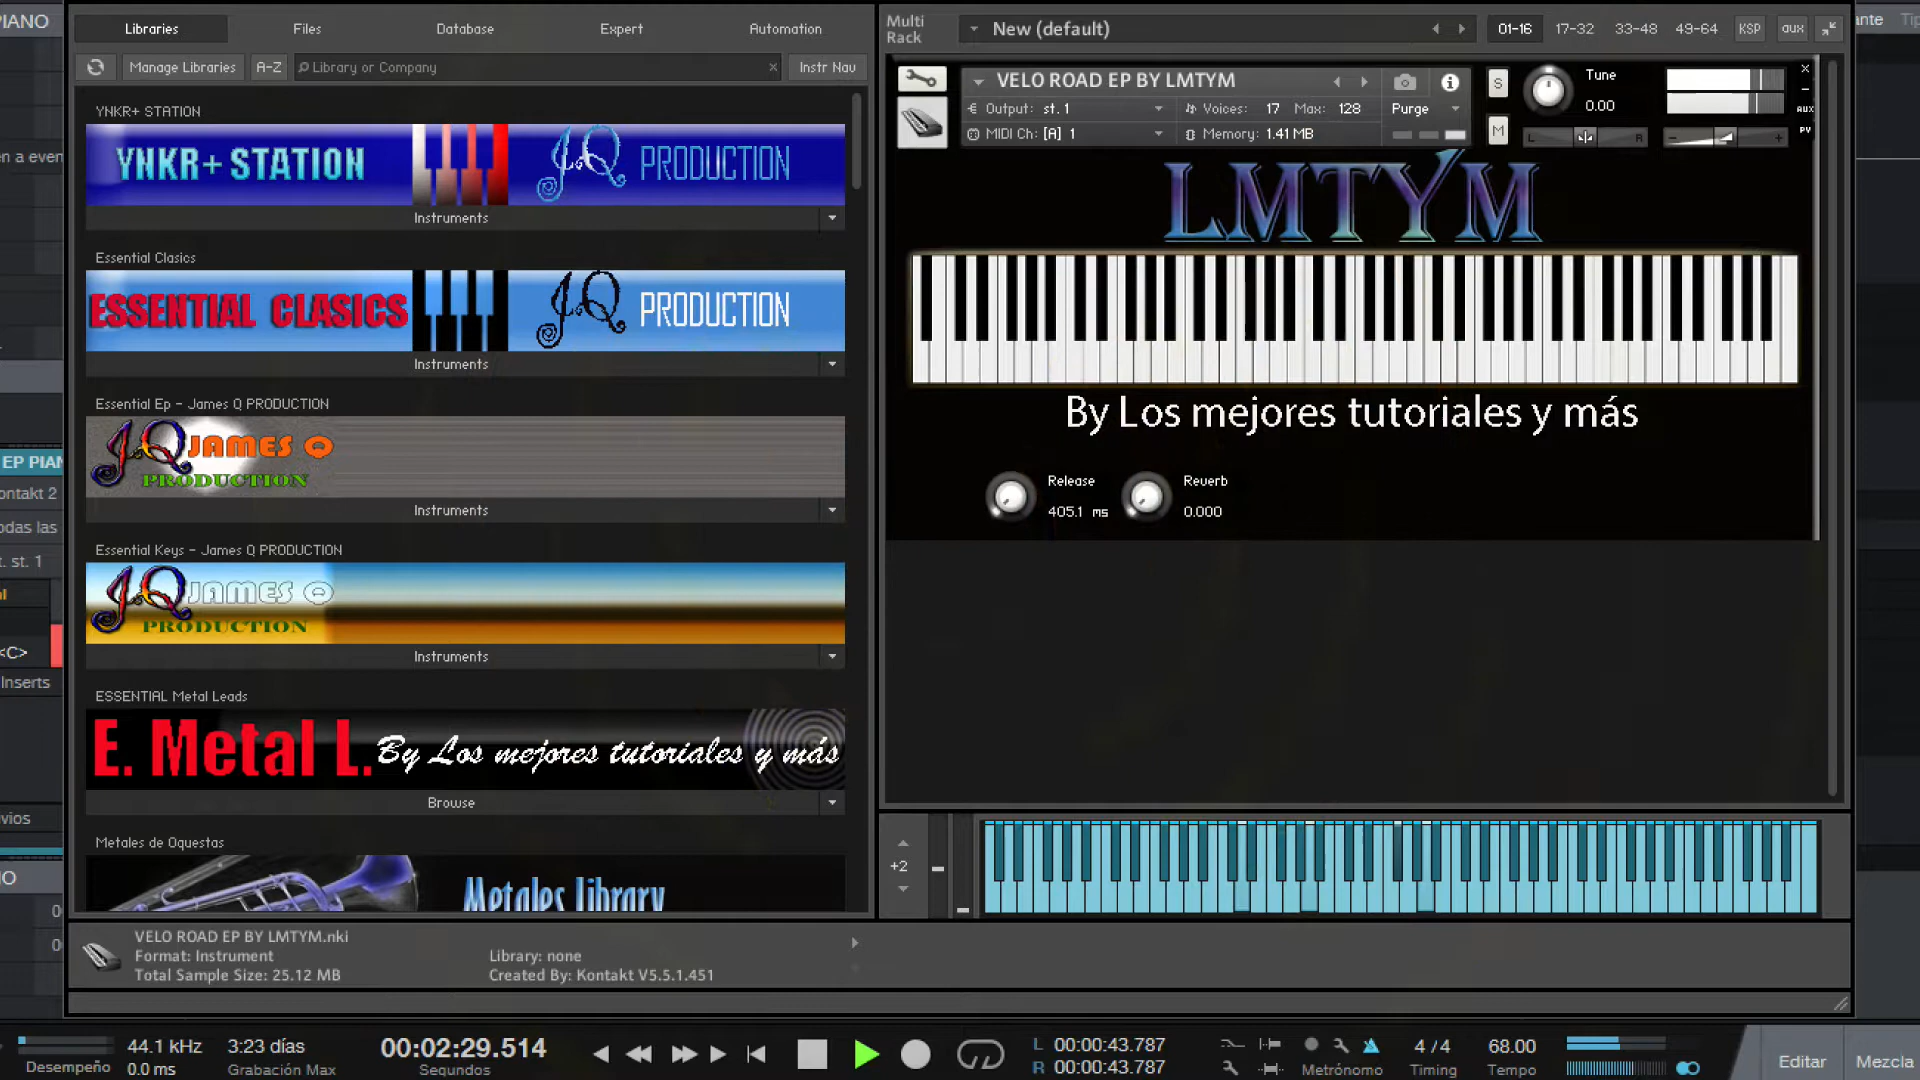 PIANO
Libraries
Files
Database
Expert
Automation
Multi
Rack
New (default)
01-16
17-32
33-48
49-64
KSP
aux
ante
Manage Libraries
A-Z
Library or Company
Instr Nav
YNKR+ STATION
YNKR+ STATION
JQ PRODUCTION
Instruments
Essential Clasics
ESSENTIAL CLASICS
JQ PRODUCTION
Instruments
Essential Ep - James Q PRODUCTION
JQ JAMES Q
PRODUCTION
Instruments
Essential Keys - James Q PRODUCTION
JQ JAMES Q
PRODUCTION
Instruments
ESSENTIAL Metal Leads
E. Metal L. By Los mejores tutoriales y más
Browse
Metales de Oquestas
Metales library
VELO ROAD EP BY LMTYM
Output: st. 1
Voices: 17 Max: 128
Purge
MIDI Ch: [A] 1
Memory: 1.41 MB
S
M
Tune
0.00
L
R
AUX
PV
LMTYM
By Los mejores tutoriales y más
Release
405.1 ms
Reverb
0.000
+2
VELO ROAD EP BY LMTYM.nki
Format: Instrument
Total Sample Size: 25.12 MB
Library: none
Created By: Kontakt V5.5.1.451
n a even
EP PIAN
ontakt 2
odas las
t. st. 1
<C>
Inserts
vios
Desempeño
44.1 kHz
0.0 ms
3:23 días
Grabación Max
00:02:29.514
Segundos
L 00:00:43.787
R 00:00:43.787
Metrónomo
4 / 4
Timing
68.00
Tempo
Editar
Mezcla